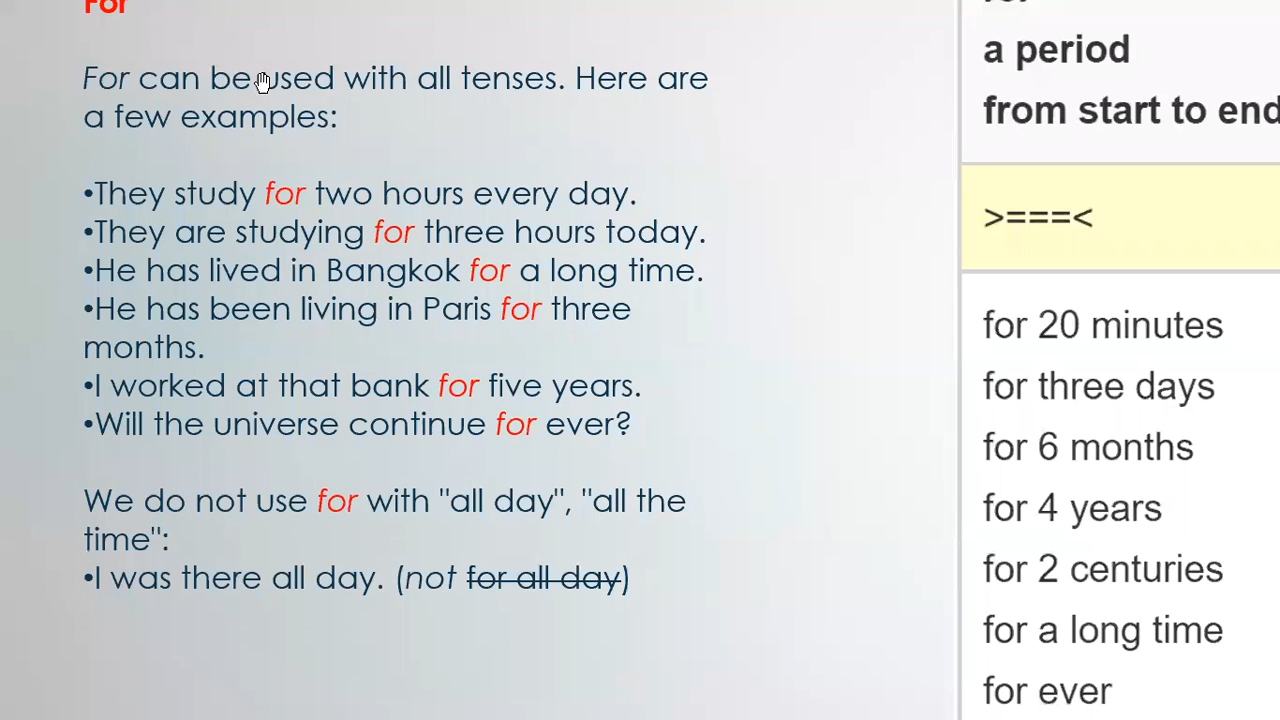 For
For can be used with all tenses. Here are
a few examples:
•They study for two hours every day.
•They are studying for three hours today.
•He has lived in Bangkok for a long time.
•He has been living in Paris for three
months.
•I worked at that bank for five years.
•Will the universe continue for ever?
We do not use for with "all day", "all the
time":
•I was there all day. (not for all day)
a period
from start to end
>===<
for 20 minutes
for three days
for 6 months
for 4 years
for 2 centuries
for a long time
for ever